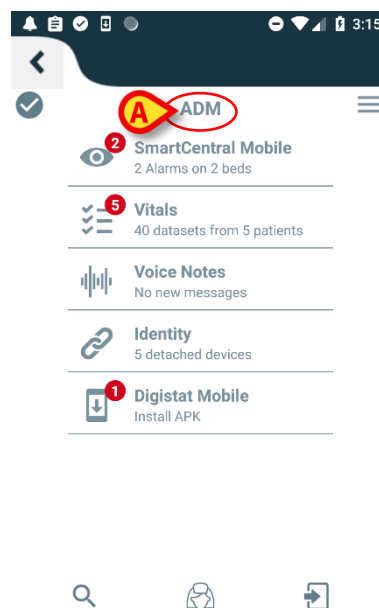 3:15
A
ADM
2
SmartCentral Mobile
2 Alarms on 2 beds
5
Vitals
40 datasets from 5 patients
Voice Notes
No new messages
Identity
5 detached devices
1
Digistat Mobile
Install APK